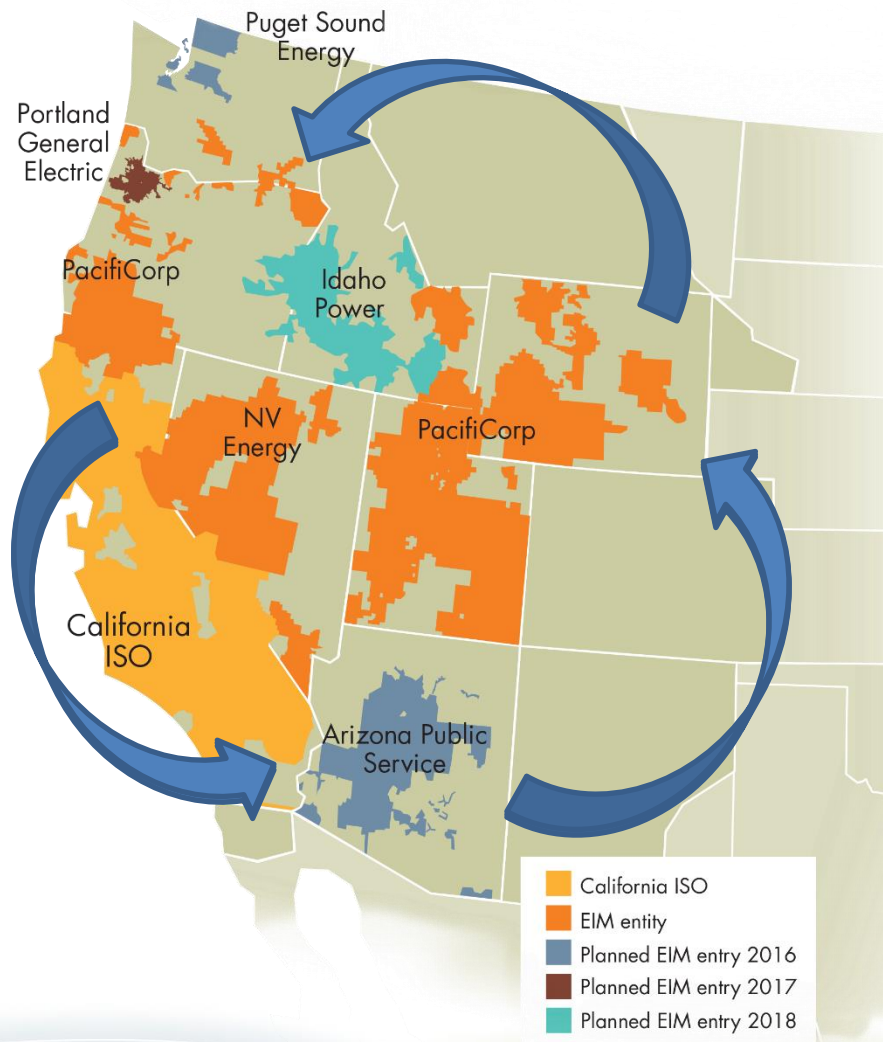 Puget Sound
Energy
Portland
General
Electric
PacifiCorp
Idaho
Power
NV
Energy
PacifiCorp
California
ISO
Arizona Public
Service
California ISO
EIM entity
Planned EIM entry 2016
Planned EIM entry 2017
Planned EIM entry 2018